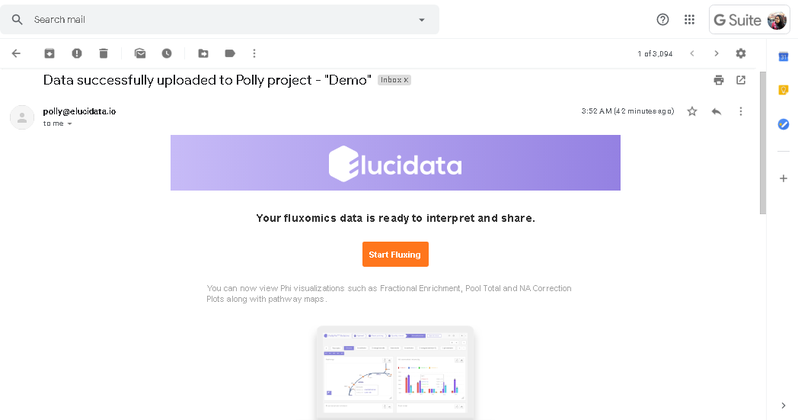 Search mail
G Suite
1 of 3,094
Data successfully uploaded to Polly project - "Demo" Inbox x
polly@elucidata.io
3:52 AM (42 minutes ago)
to me
Elucidata
Your fluxomics data is ready to interpret and share.
Start Fluxing
You can now view Phi visualizations such as Fractional Enrichment, Pool Total and NA Correction
Plots along with pathway maps.